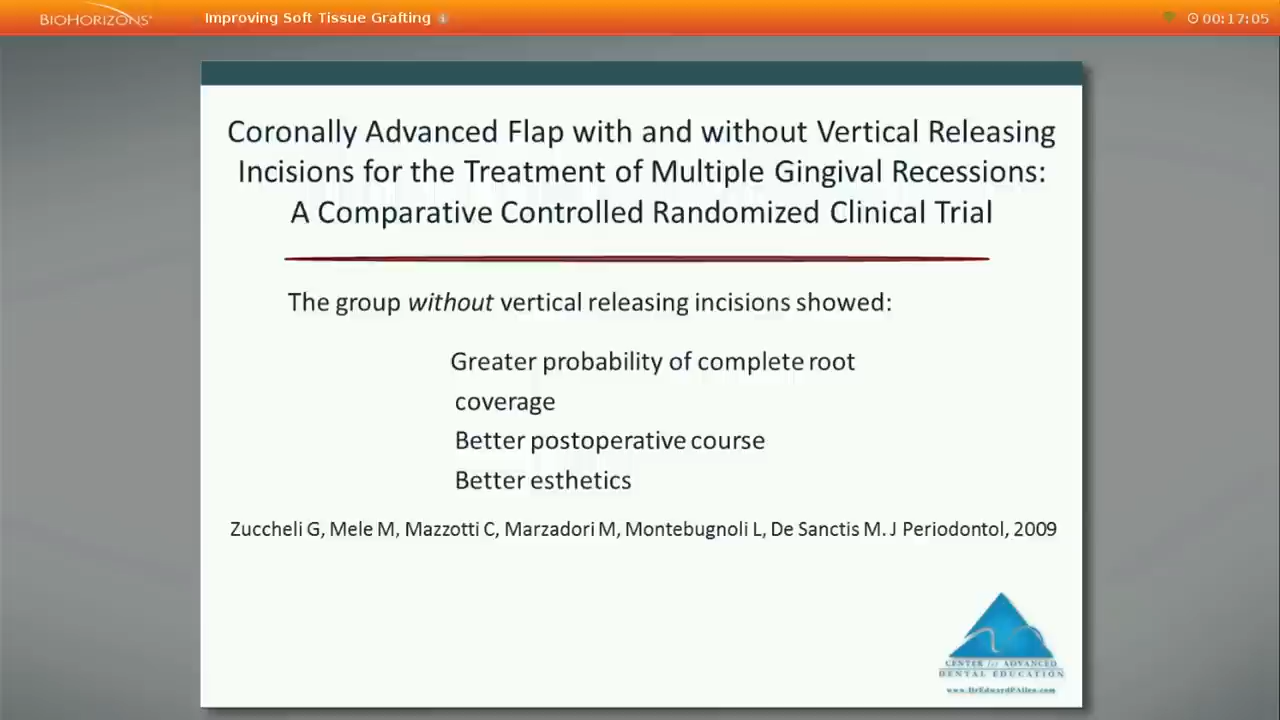 BIOHORIZONS®
Improving Soft Tissue Grafting
00:17:05
Coronally Advanced Flap with and without Vertical Releasing
Incisions for the Treatment of Multiple Gingival Recessions:
A Comparative Controlled Randomized Clinical Trial
The group without vertical releasing incisions showed:
Greater probability of complete root
coverage
Better postoperative course
Better esthetics
Zuccheli G, Mele M, Mazzotti C, Marzadori M, Montebugnoli L, De Sanctis M. J Periodontol, 2009
CENTER for ADVANCED
DENTAL EDUCATION
www.DrEdwardPAllen.com